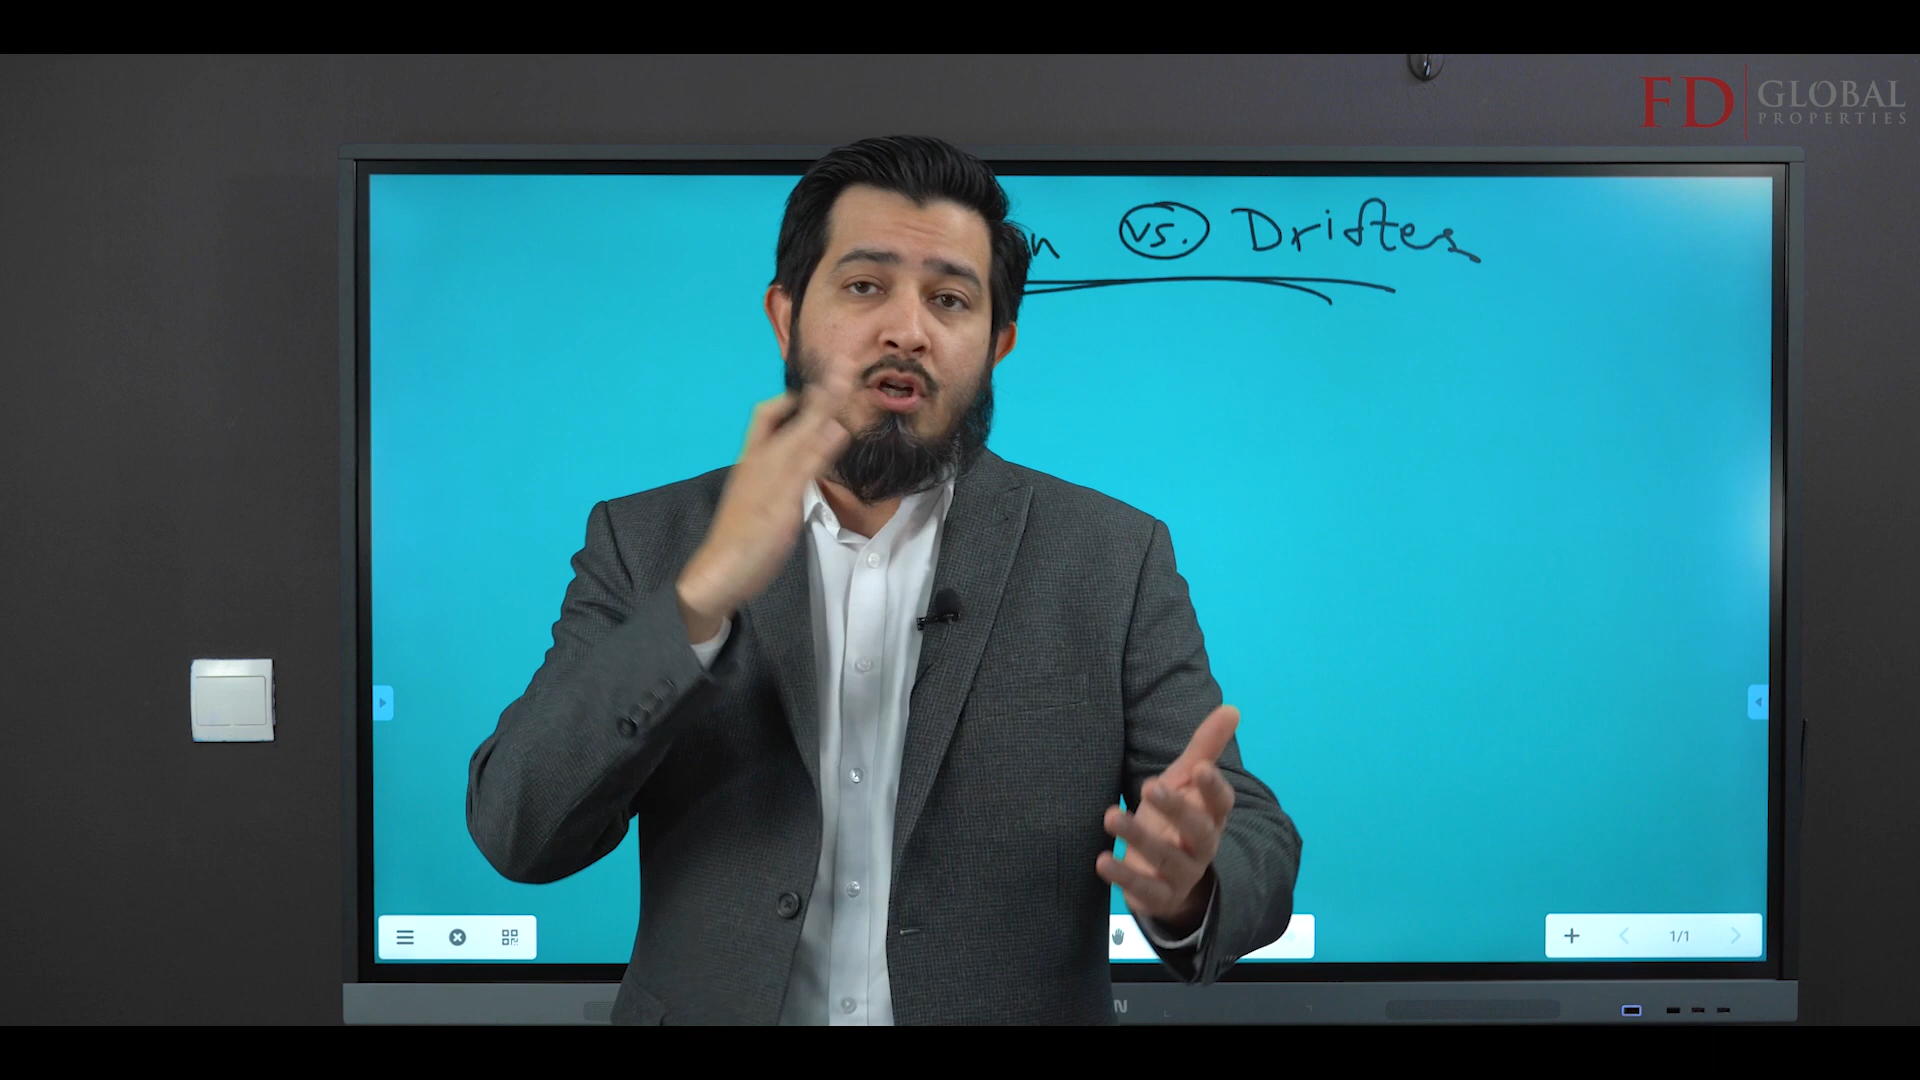 FD GLOBAL
PROPERTIES
n vs. Drifter
1/1
N